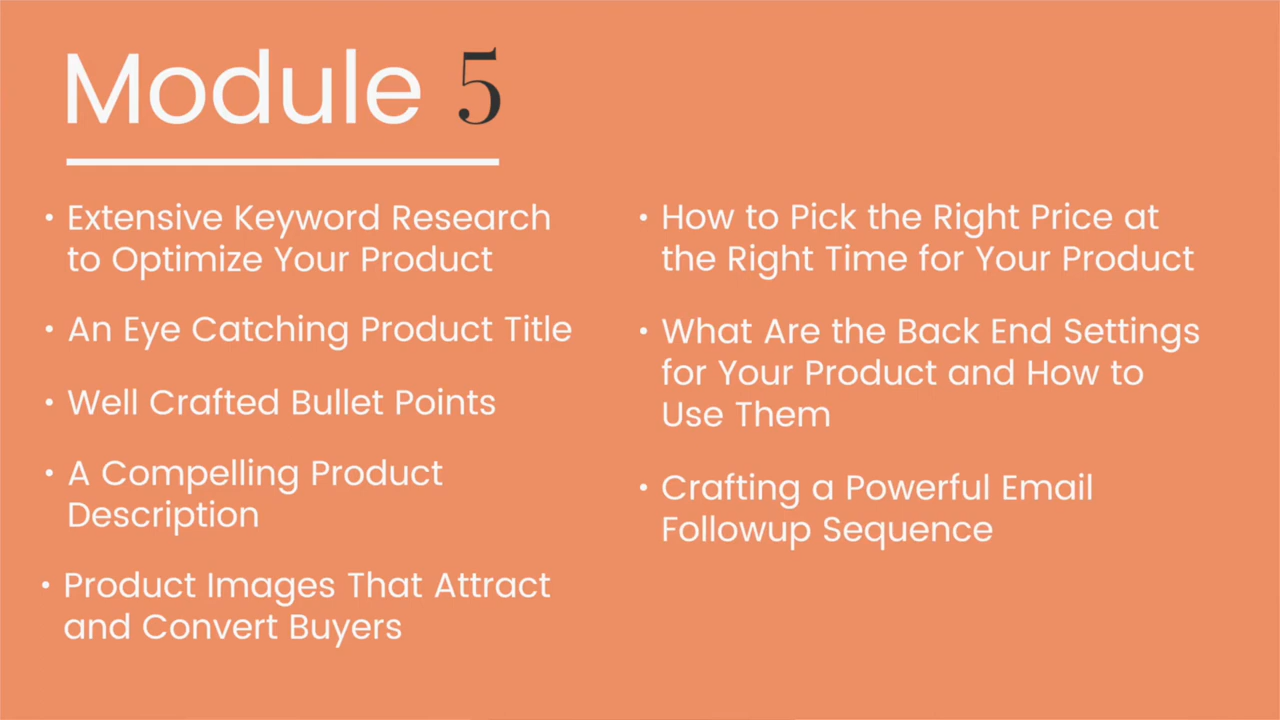 Module 5
• Extensive Keyword Research
to Optimize Your Product
• An Eye Catching Product Title
• Well Crafted Bullet Points
• A Compelling Product
Description
• Product Images That Attract
and Convert Buyers
• How to Pick the Right Price at
the Right Time for Your Product
• What Are the Back End Settings
for Your Product and How to
Use Them
• Crafting a Powerful Email
Followup Sequence